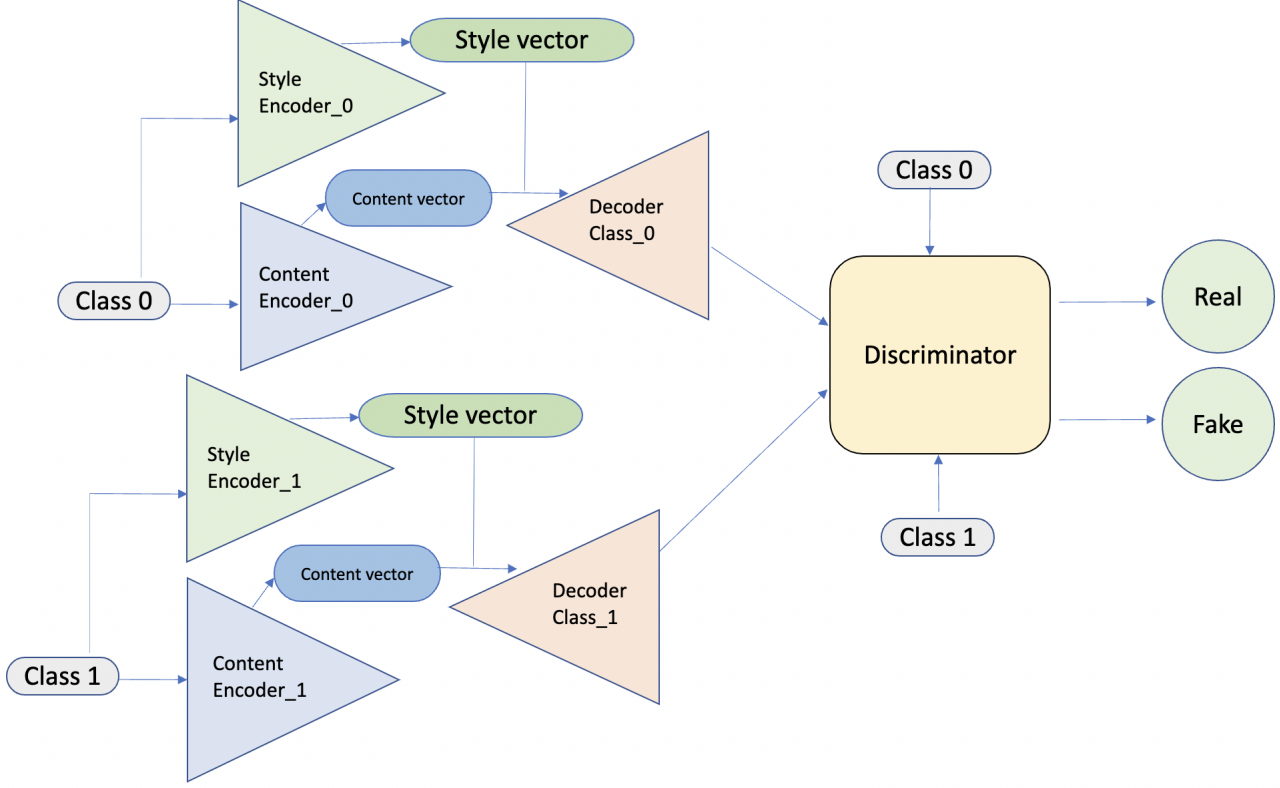 Style
Encoder_0
Style vector
Content vector
Content
Encoder_0
Class 0
Decoder
Class_0
Style
Encoder_1
Style vector
Content vector
Content
Encoder_1
Class 1
Decoder
Class_1
Class 0
Discriminator
Class 1
Real
Fake